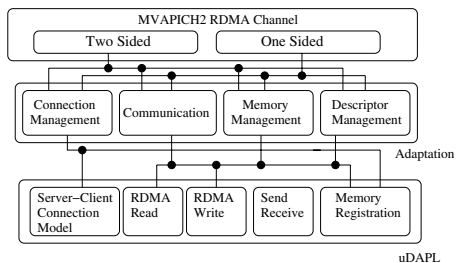 MVAPICH2 RDMA Channel
Two Sided
One Sided
Connection
Management
Communication
Memory
Management
Descriptor
Management
Adaptation
Server−Client
Connection
Model
RDMA
Read
RDMA
Write
Send
Receive
Memory
Registration
uDAPL